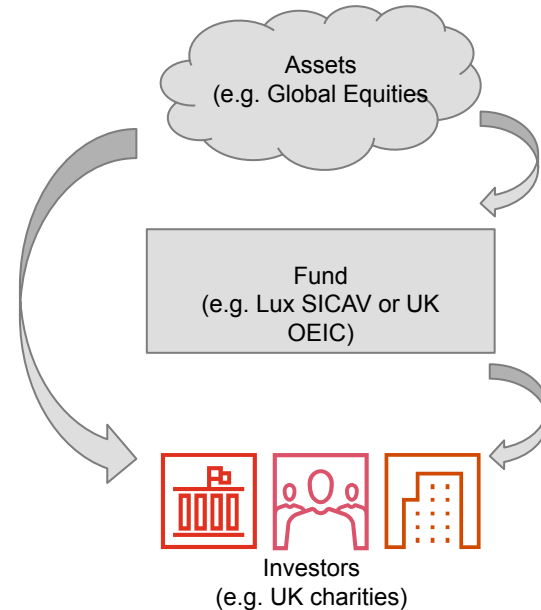 Assets
(e.g. Global Equities
Fund
(e.g. Lux SICAV or UK
OEIC)
Investors
(e.g. UK charities)